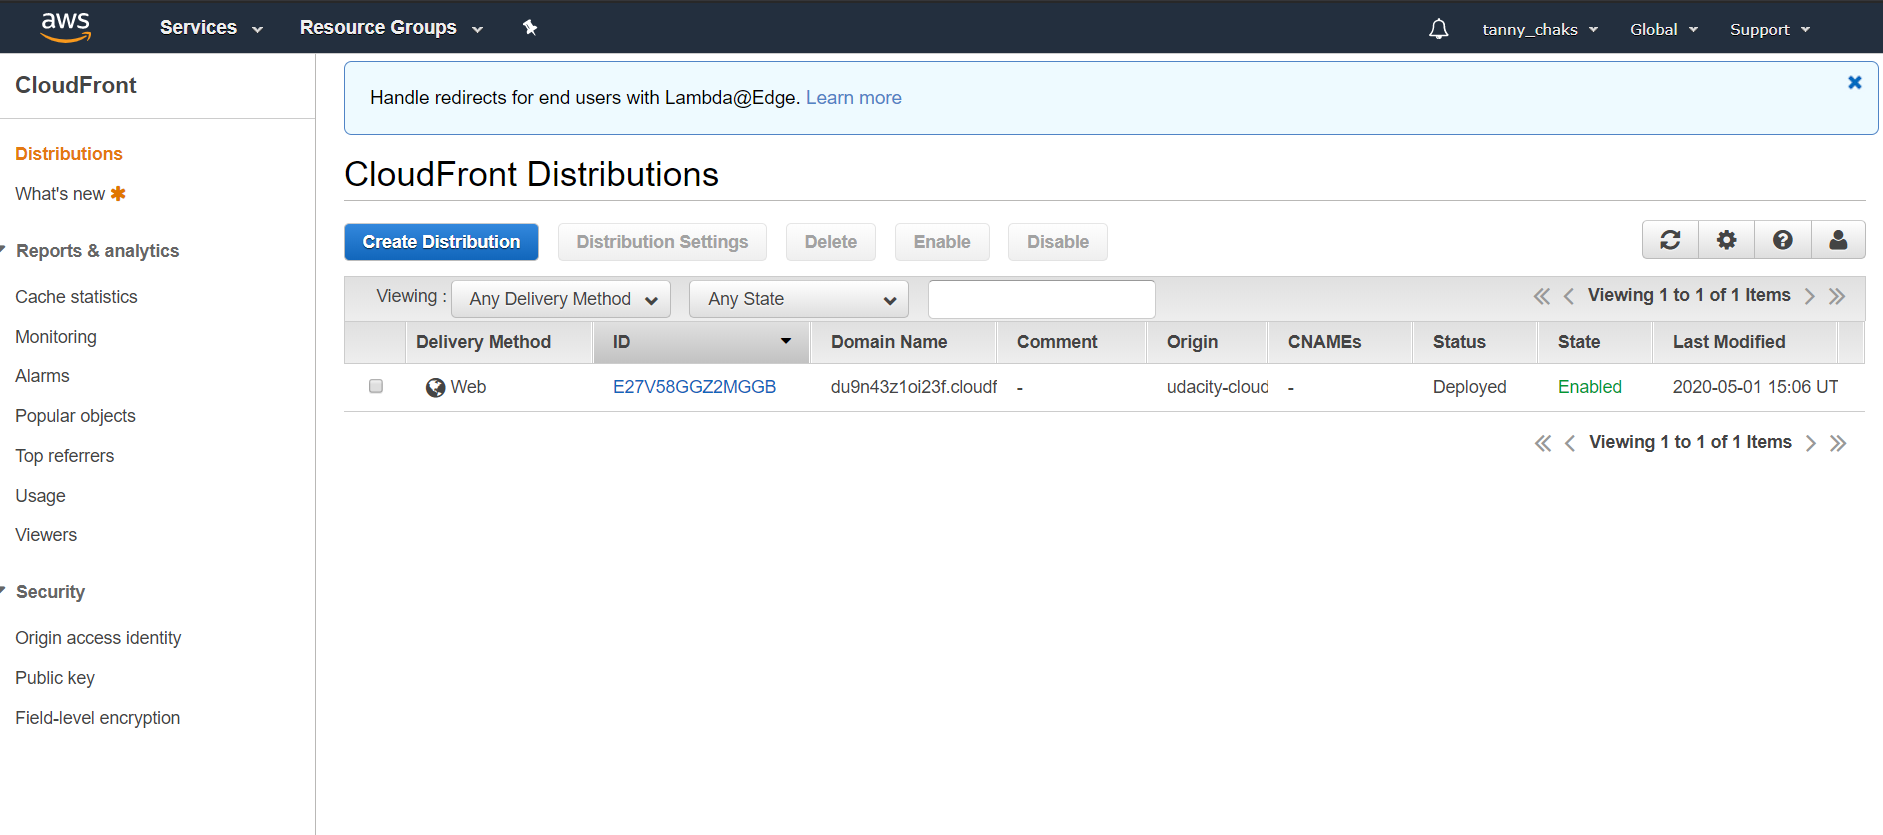 aws Services Resource Groups tanny_chaks Global Support
CloudFront
Distributions
What's new
Reports & analytics
Cache statistics
Monitoring
Alarms
Popular objects
Top referrers
Usage
Viewers
Security
Origin access identity
Public key
Field-level encryption
Handle redirects for end users with Lambda@Edge. Learn more
CloudFront Distributions
Create Distribution Distribution Settings Delete Enable Disable
Viewing : Any Delivery Method Any State Viewing 1 to 1 of 1 Items
Delivery Method ID Domain Name Comment Origin CNAMEs Status State Last Modified
Web E27V58GGZ2MGGB du9n43z1oi23f.cloudf - udacity-cloud - Deployed Enabled 2020-05-01 15:06 UT
Viewing 1 to 1 of 1 Items